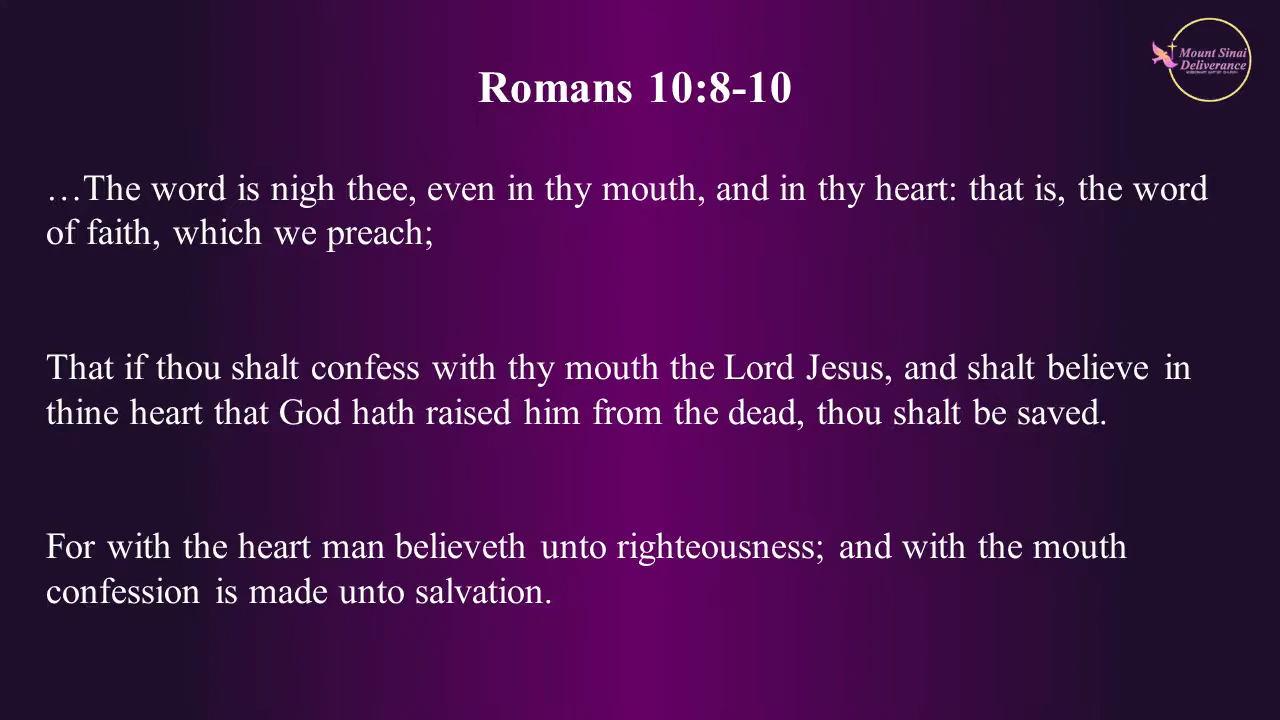 Mount Sinai
Deliverance
MISSIONARY BAPTIST CHURCH
Romans 10:8-10
…The word is nigh thee, even in thy mouth, and in thy heart: that is, the word
of faith, which we preach;
That if thou shalt confess with thy mouth the Lord Jesus, and shalt believe in
thine heart that God hath raised him from the dead, thou shalt be saved.
For with the heart man believeth unto righteousness; and with the mouth
confession is made unto salvation.